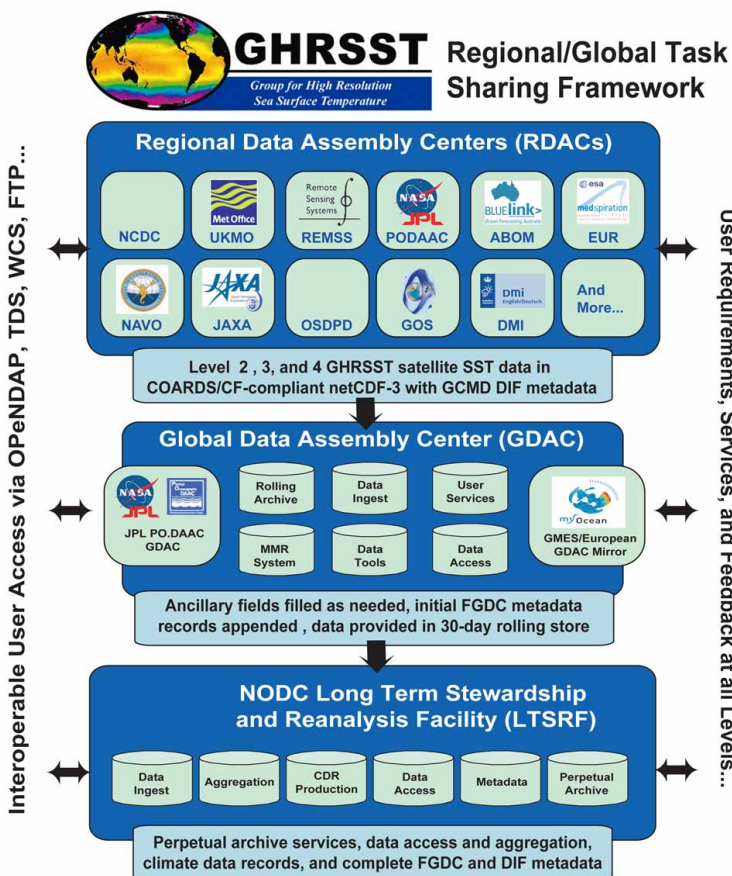 GHRSST
Group for High Resolution
Sea Surface Temperature
Regional/Global Task
Sharing Framework
Interoperable User Access via OPeNDAP, TDS, WCS, FTP...
Regional Data Assembly Centers (RDACs)
NCDC
Met Office
UKMO
Remote
Sensing
Systems
REMSS
NASA
JPL
PODAAC
BLUElink>
Ocean Forecasting Australia
ABOM
esa
medspiration
EUR
NAVO
JAXA
JAXA
OSDPD
GOS
DMi
English/Deutsch
DMI
And
More...
Level 2 , 3, and 4 GHRSST satellite SST data in
COARDS/CF-compliant netCDF-3 with GCMD DIF metadata
Global Data Assembly Center (GDAC)
NASA
JPL
DAAC
JPL PO.DAAC
GDAC
Rolling
Archive
Data
Ingest
User
Services
MMR
System
Data
Tools
Data
Access
myOcean
GMES/European
GDAC Mirror
Ancillary fields filled as needed, initial FGDC metadata
records appended , data provided in 30-day rolling store
NODC Long Term Stewardship
and Reanalysis Facility (LTSRF)
Data
Ingest
Aggregation
CDR
Production
Data
Access
Metadata
Perpetual
Archive
Perpetual archive services, data access and aggregation,
climate data records, and complete FGDC and DIF metadata
User Requirements, Services, and Feedback at all Levels...